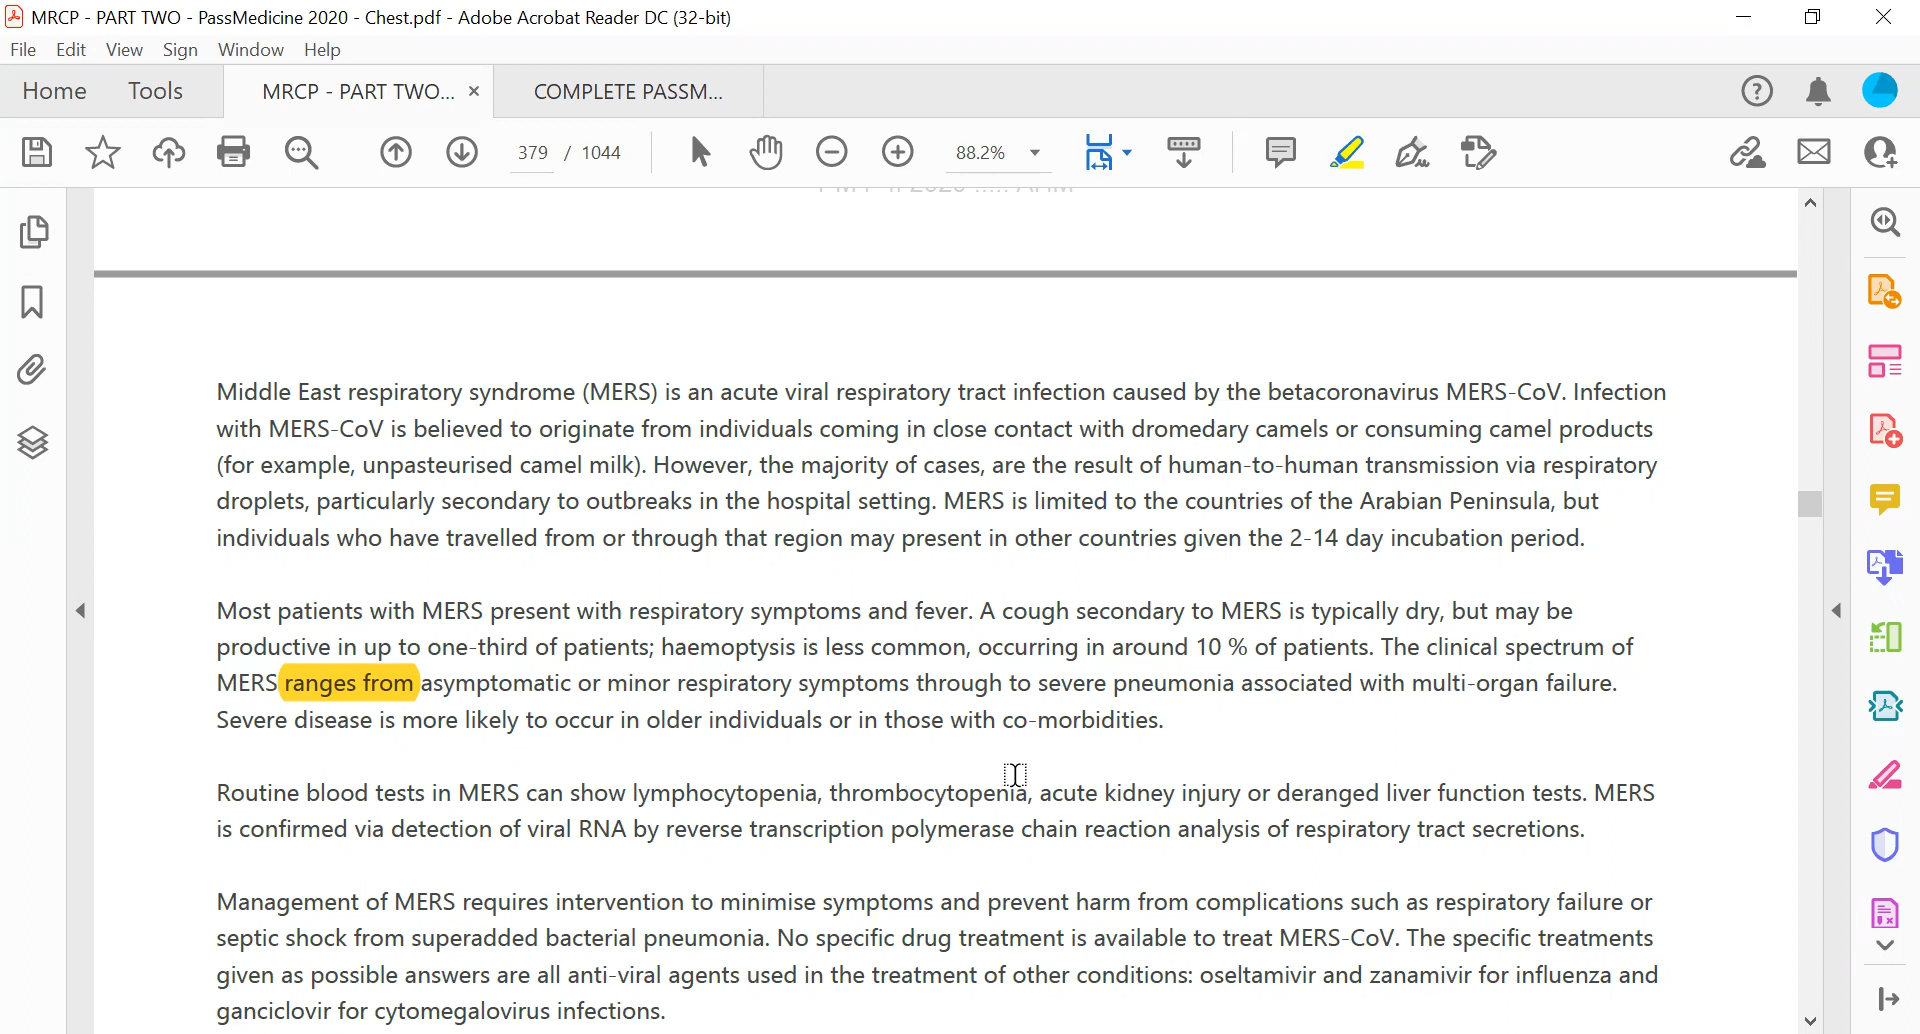 MRCP - PART TWO - PassMedicine 2020 - Chest.pdf - Adobe Acrobat Reader DC (32-bit)
File Edit View Sign Window Help
Home Tools MRCP - PART TWO... × COMPLETE PASSM...
379 / 1044 88.2%
Middle East respiratory syndrome (MERS) is an acute viral respiratory tract infection caused by the betacoronavirus MERS-CoV. Infection
with MERS-CoV is believed to originate from individuals coming in close contact with dromedary camels or consuming camel products
(for example, unpasteurised camel milk). However, the majority of cases, are the result of human-to-human transmission via respiratory
droplets, particularly secondary to outbreaks in the hospital setting. MERS is limited to the countries of the Arabian Peninsula, but
individuals who have travelled from or through that region may present in other countries given the 2-14 day incubation period.
Most patients with MERS present with respiratory symptoms and fever. A cough secondary to MERS is typically dry, but may be
productive in up to one-third of patients; haemoptysis is less common, occurring in around 10 % of patients. The clinical spectrum of
MERS ranges from asymptomatic or minor respiratory symptoms through to severe pneumonia associated with multi-organ failure.
Severe disease is more likely to occur in older individuals or in those with co-morbidities.
Routine blood tests in MERS can show lymphocytopenia, thrombocytopenia, acute kidney injury or deranged liver function tests. MERS
is confirmed via detection of viral RNA by reverse transcription polymerase chain reaction analysis of respiratory tract secretions.
Management of MERS requires intervention to minimise symptoms and prevent harm from complications such as respiratory failure or
septic shock from superadded bacterial pneumonia. No specific drug treatment is available to treat MERS-CoV. The specific treatments
given as possible answers are all anti-viral agents used in the treatment of other conditions: oseltamivir and zanamivir for influenza and
ganciclovir for cytomegalovirus infections.